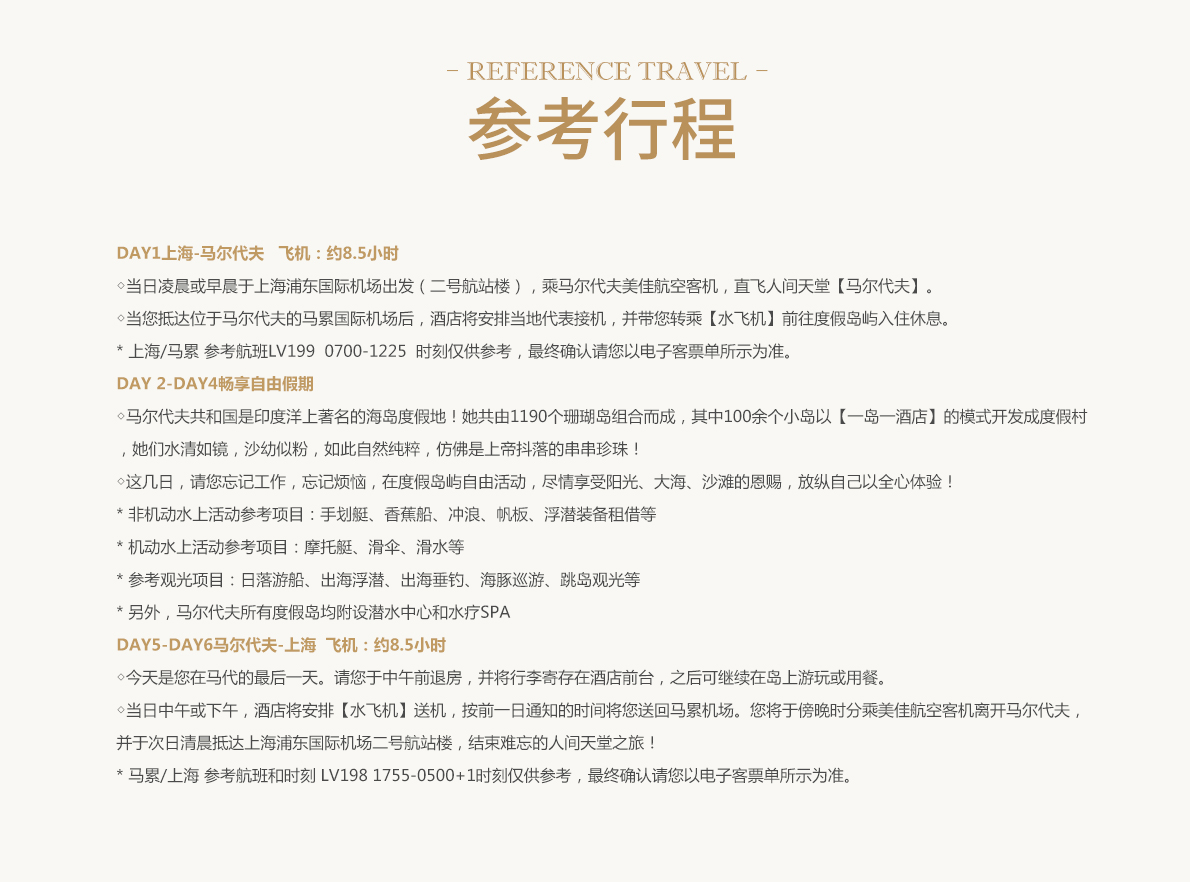 - REFERENCE TRAVEL -
参考行程
DAY1上海-马尔代夫 飞机：约8.5小时
◇当日凌晨或早晨于上海浦东国际机场出发（二号航站楼），乘马尔代夫美佳航空客机，直飞人间天堂【马尔代夫】。
◇当您抵达位于马尔代夫的马累国际机场后，酒店将安排当地代表接机，并带您转乘【水飞机】前往度假岛屿入住休息。
* 上海/马累 参考航班LV199 0700-1225 时刻仅供参考，最终确认请您以电子客票单所示为准。
DAY 2-DAY4畅享自由假期
◇马尔代夫共和国是印度洋上著名的海岛度假地！她共由1190个珊瑚岛组合而成，其中100余个小岛以【一岛一酒店】的模式开发成度假村
，她们水清如镜，沙幼似粉，如此自然纯粹，仿佛是上帝抖落的串串珍珠！
◇这几日，请您忘记工作，忘记烦恼，在度假岛屿自由活动，尽情享受阳光、大海、沙滩的恩赐，放纵自己以全心体验！
* 非机动水上活动参考项目：手划艇、香蕉船、冲浪、帆板、浮潜装备租借等
* 机动水上活动参考项目：摩托艇、滑伞、滑水等
* 参考观光项目：日落游船、出海浮潜、出海垂钓、海豚巡游、跳岛观光等
* 另外，马尔代夫所有度假岛均附设潜水中心和水疗SPA
DAY5-DAY6马尔代夫-上海 飞机：约8.5小时
◇今天是您在马代的最后一天。请您于中午前退房，并将行李寄存在酒店前台，之后可继续在岛上游玩或用餐。
◇当日中午或下午，酒店将安排【水飞机】送机，按前一日通知的时间将您送回马累机场。您将于傍晚时分乘美佳航空客机离开马尔代夫，
并于次日清晨抵达上海浦东国际机场二号航站楼，结束难忘的人间天堂之旅！
* 马累/上海 参考航班和时刻 LV198 1755-0500+1时刻仅供参考，最终确认请您以电子客票单所示为准。